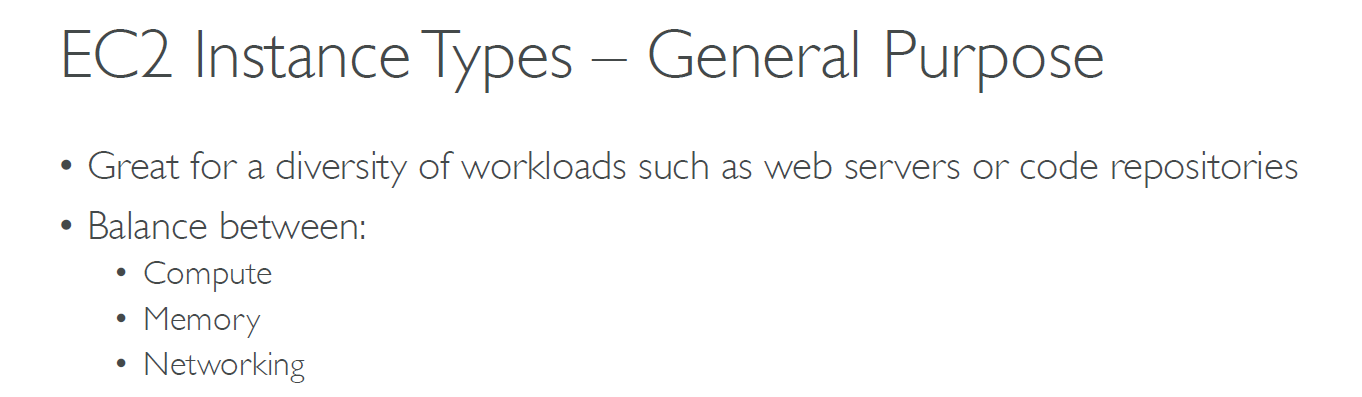 EC2 Instance Types – General Purpose
• Great for a diversity of workloads such as web servers or code repositories
• Balance between:
• Compute
• Memory
• Networking